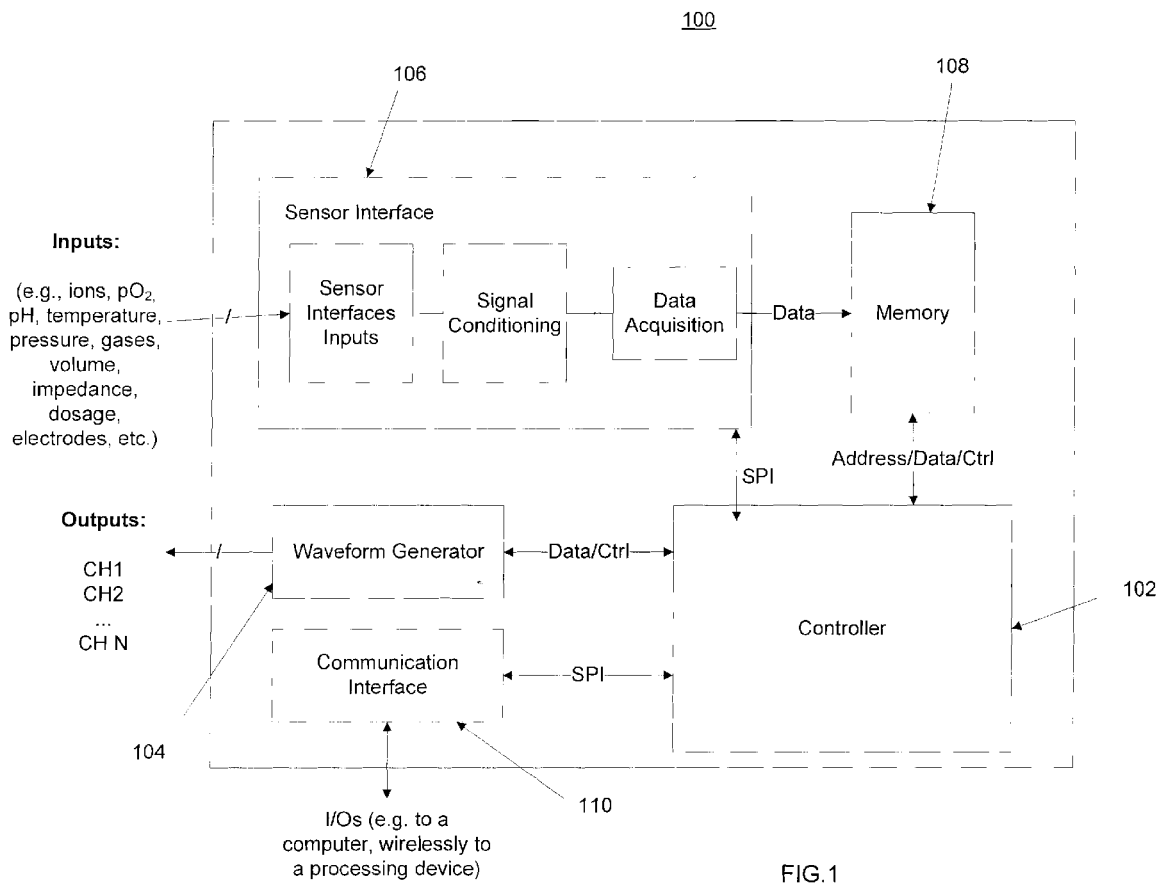 100
106
108
Sensor Interface
Inputs:
(e.g., ions, pO2,
pH, temperature,
pressure, gases,
volume,
impedance,
dosage,
electrodes, etc.)
Sensor
Interfaces
Inputs
Signal
Conditioning
Data
Acquisition
Data
Memory
SPI
Address/Data/Ctrl
Outputs:
CH1
CH2
...
CH N
Waveform Generator
Data/Ctrl
Controller
102
Communication
Interface
SPI
104
110
I/Os (e.g. to a
computer, wirelessly to
a processing device)
FIG.1